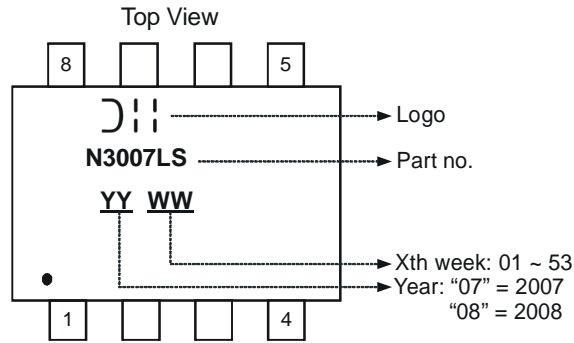 Top View
8 5
Logo
N3007LS Part no.
YY WW
Xth week: 01 ~ 53
Year: “07” = 2007
“08” = 2008
1 4